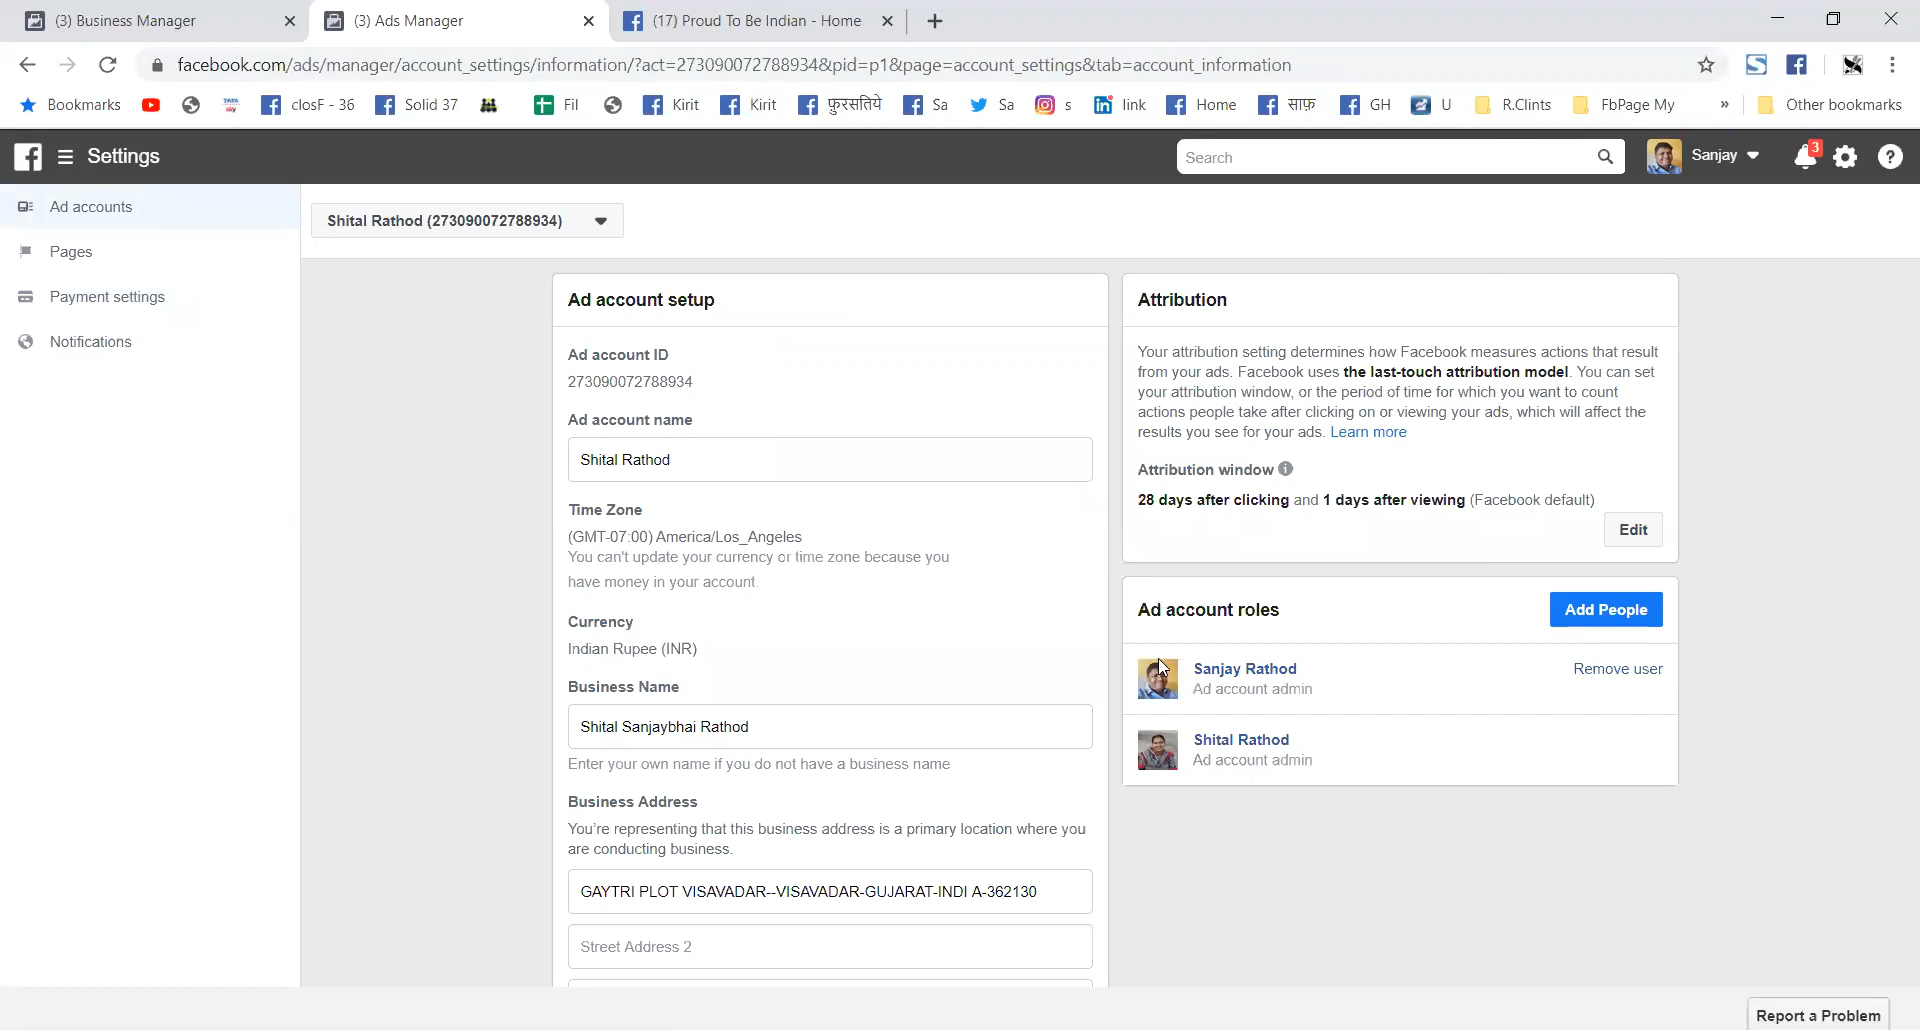 (3) Business Manager
(3) Ads Manager
(17) Proud To Be Indian - Home
facebook.com/ads/manager/account_settings/information/?act=273090072788934&pid=p1&page=account_settings&tab=account_information
Bookmarks
TATA
sky
closF - 36
Solid 37
Fil
Kirit
Kirit
फुरसतिये
Sa
Sa
s
link
Home
साफ़
GH
U
R.Clints
FbPage My
»
Other bookmarks
Settings
Search
Sanjay
3
Ad accounts
Pages
Payment settings
Notifications
Shital Rathod (273090072788934)
Ad account setup
Ad account ID
273090072788934
Ad account name
Shital Rathod
Time Zone
(GMT-07:00) America/Los_Angeles
You can't update your currency or time zone because you
have money in your account.
Currency
Indian Rupee (INR)
Business Name
Shital Sanjaybhai Rathod
Enter your own name if you do not have a business name
Business Address
You're representing that this business address is a primary location where you
are conducting business.
GAYTRI PLOT VISAVADAR--VISAVADAR-GUJARAT-INDI A-362130
Street Address 2
Attribution
Your attribution setting determines how Facebook measures actions that result
from your ads. Facebook uses the last-touch attribution model. You can set
your attribution window, or the period of time for which you want to count
actions people take after clicking on or viewing your ads, which will affect the
results you see for your ads. Learn more
Attribution window
28 days after clicking and 1 days after viewing (Facebook default)
Edit
Ad account roles
Add People
Sanjay Rathod
Remove user
Ad account admin
Shital Rathod
Ad account admin
Report a Problem